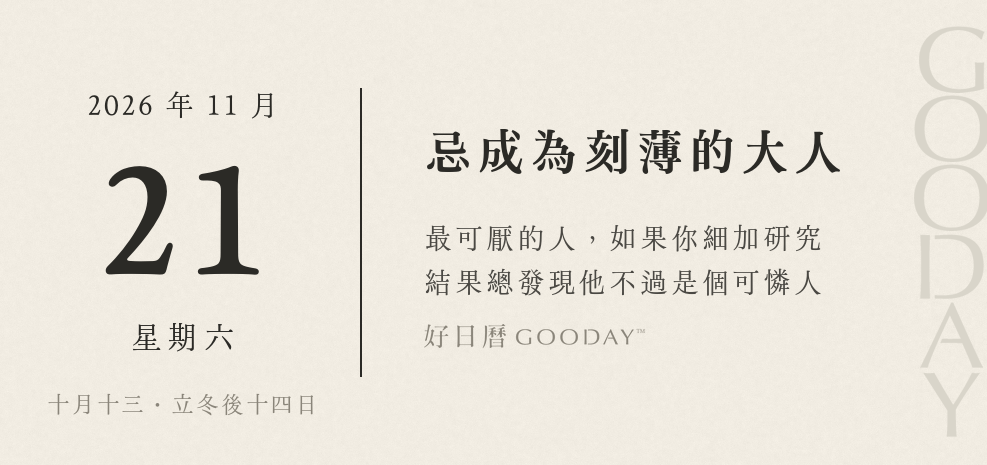 2026 年 11 月
21
星期六
十月十三・立冬後十四日
忌成為刻薄的大人
最可厭的人，如果你細加研究
結果總發現他不過是個可憐人
好日曆 GOODAY™
GOODAY